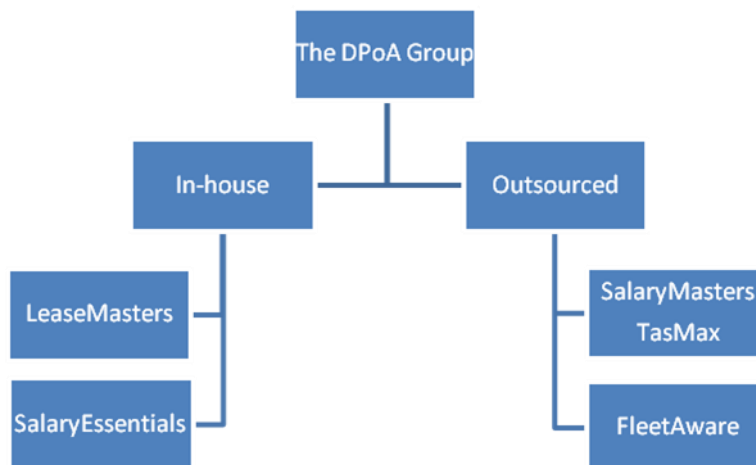 The DPoA Group
In-house
Outsourced
LeaseMasters
SalaryMasters
TasMax
SalaryEssentials
FleetAware